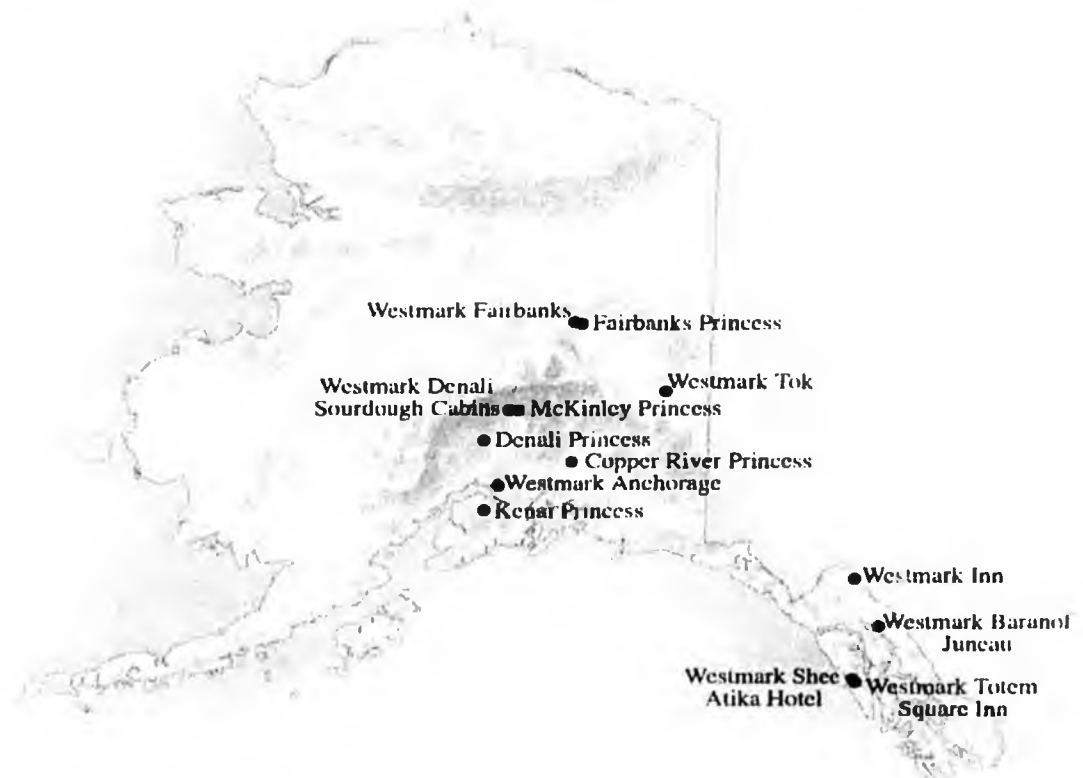 Westmark Fairbanks
Fairbanks Princess
Westmark Tok
Westmark Denali
Sourdough Cabins
McKinley Princess
Denali Princess
Copper River Princess
Westmark Anchorage
Kenai Princess
Westmark Inn
Westmark Baranof
Juneau
Westmark Shee
Atika Hotel
Westmark Totem
Square Inn